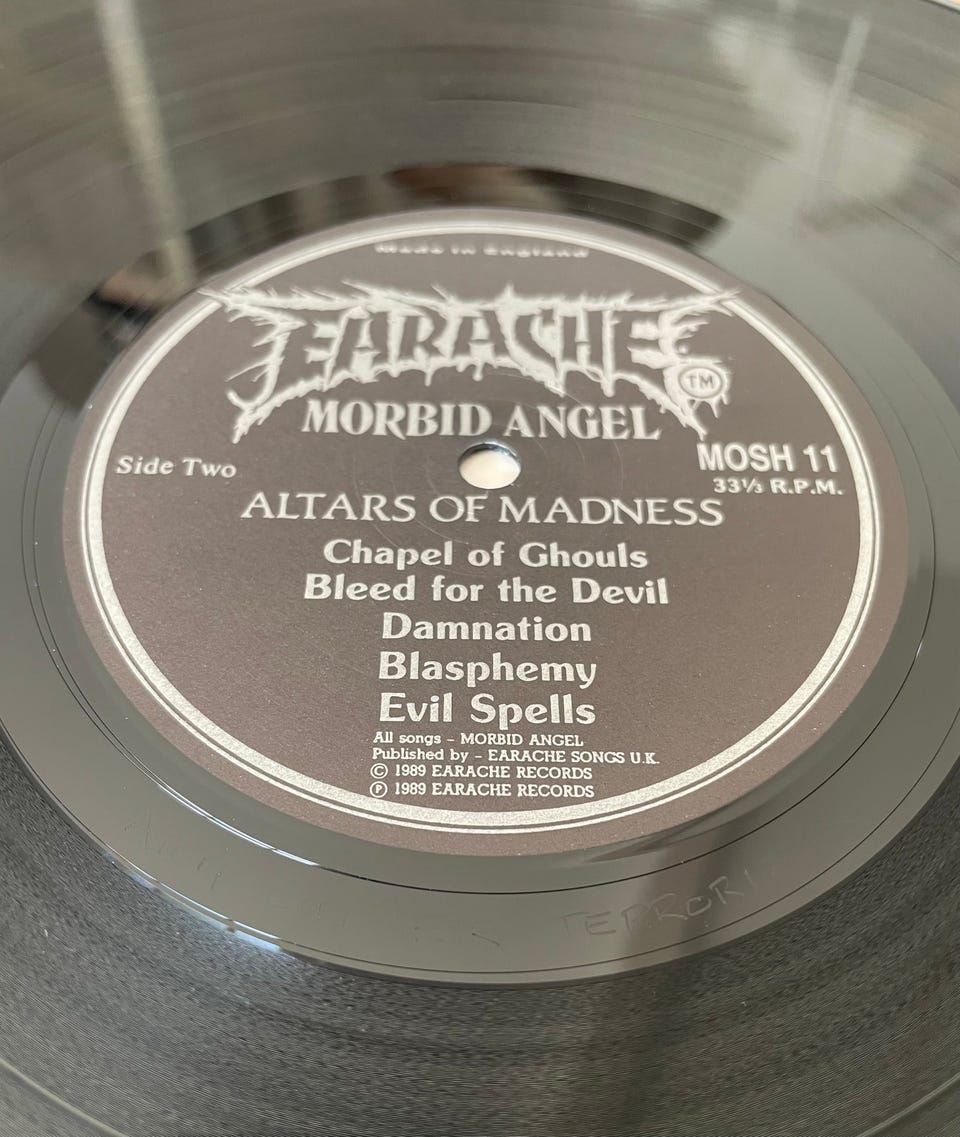 Made in England
EARACHE
TM
MORBID ANGEL
Side Two
MOSH 11
33⅓ R.P.M.
ALTARS OF MADNESS
Chapel of Ghouls
Bleed for the Devil
Damnation
Blasphemy
Evil Spells
All songs - MORBID ANGEL
Published by - EARACHE SONGS U.K.
© 1989 EARACHE RECORDS
℗ 1989 EARACHE RECORDS